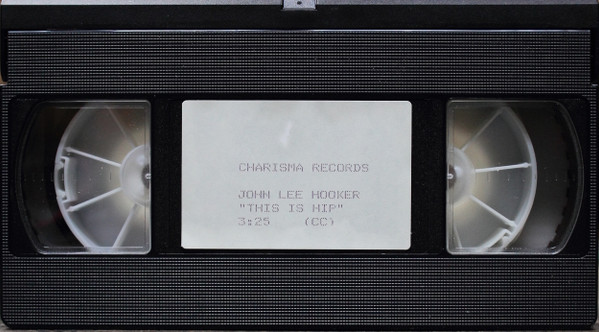 CHARISMA RECORDS
JOHN LEE HOOKER
"THIS IS HIP"
3:25 (CC)